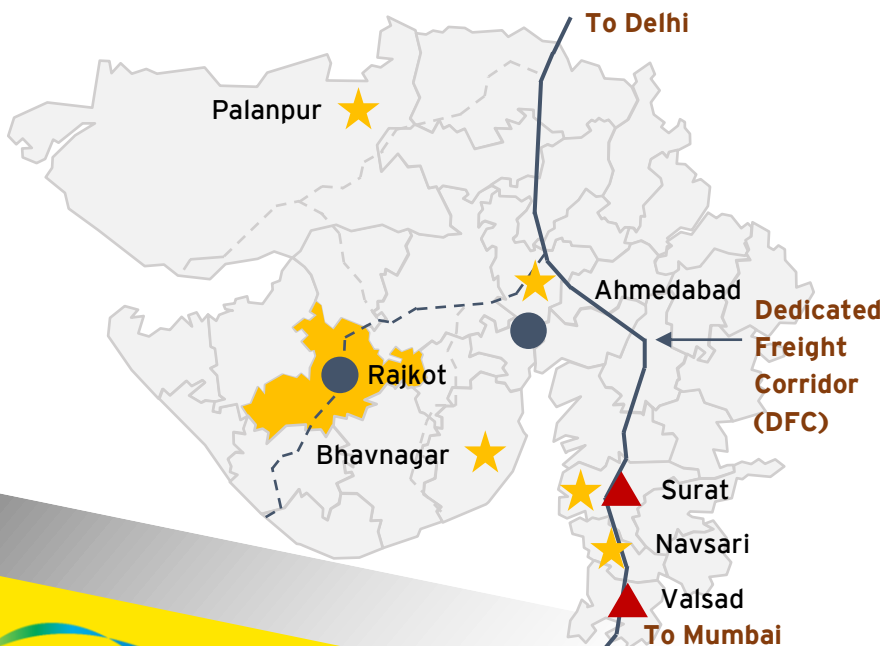 To Delhi
Palanpur
Ahmedabad
Dedicated
Freight
Corridor
(DFC)
Rajkot
Bhavnagar
Surat
Navsari
Valsad
To Mumbai